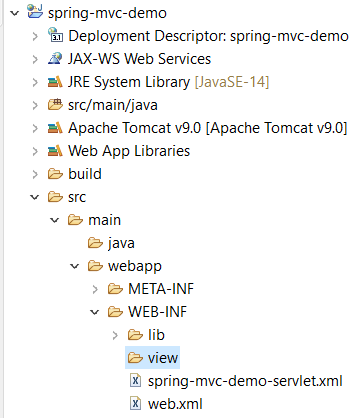 spring-mvc-demo
Deployment Descriptor: spring-mvc-demo
JAX-WS Web Services
JRE System Library [JavaSE-14]
src/main/java
Apache Tomcat v9.0 [Apache Tomcat v9.0]
Web App Libraries
build
src
main
java
webapp
META-INF
WEB-INF
lib
view
spring-mvc-demo-servlet.xml
web.xml